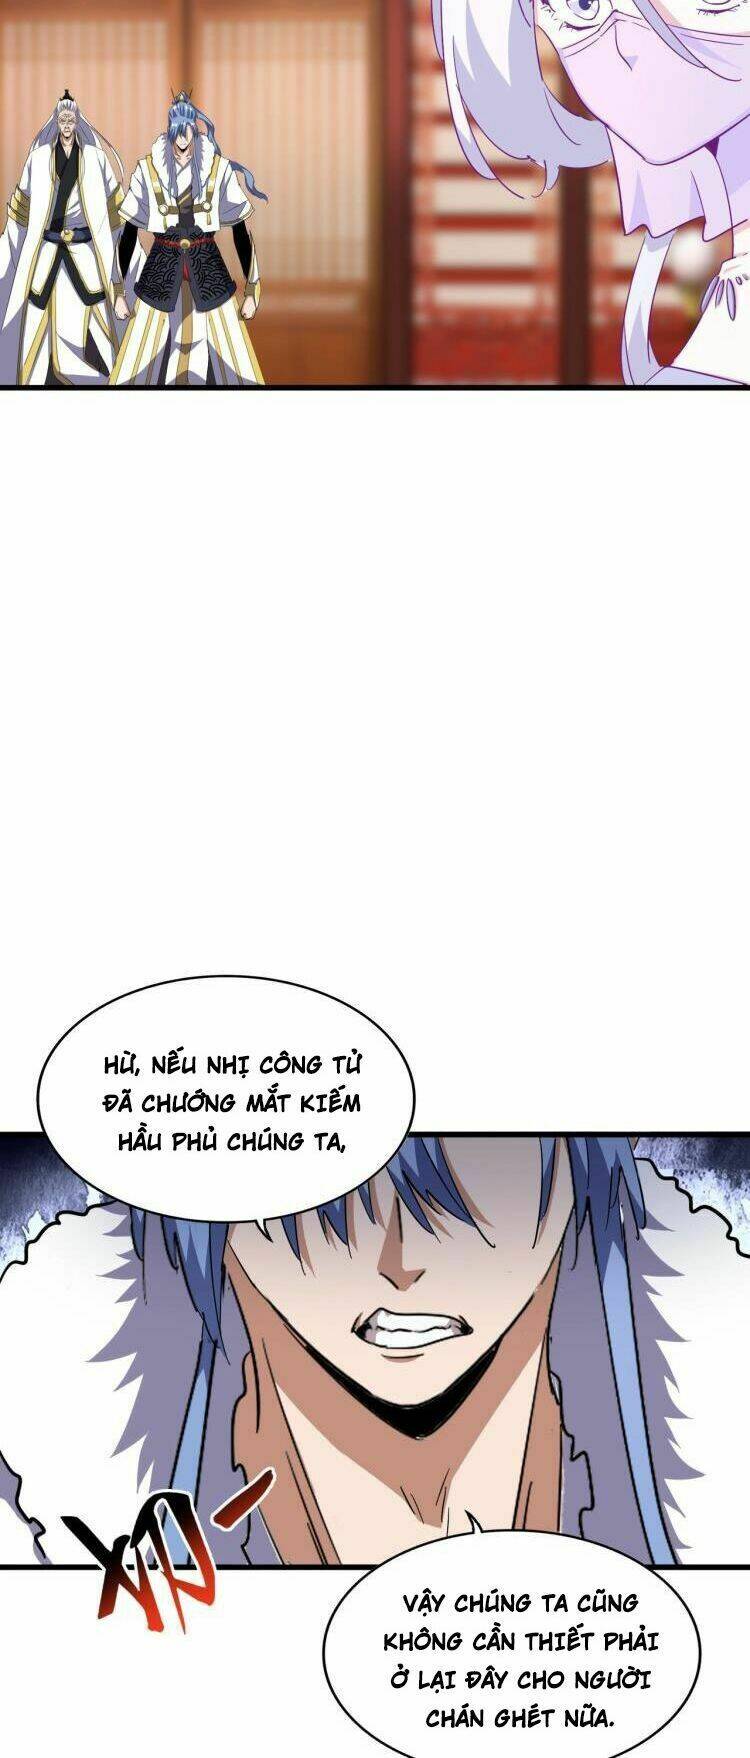 HỪ, NẾU NHỊ CÔNG TỬ
ĐÃ CHƯỚNG MẮT KIẾM
HẦU PHỦ CHÚNG TA,
VẬY CHÚNG TA CŨNG
KHÔNG CẦN THIẾT PHẢI
Ở LẠI ĐÂY CHO NGƯỜI
CHÁN GHÉT NỮA.